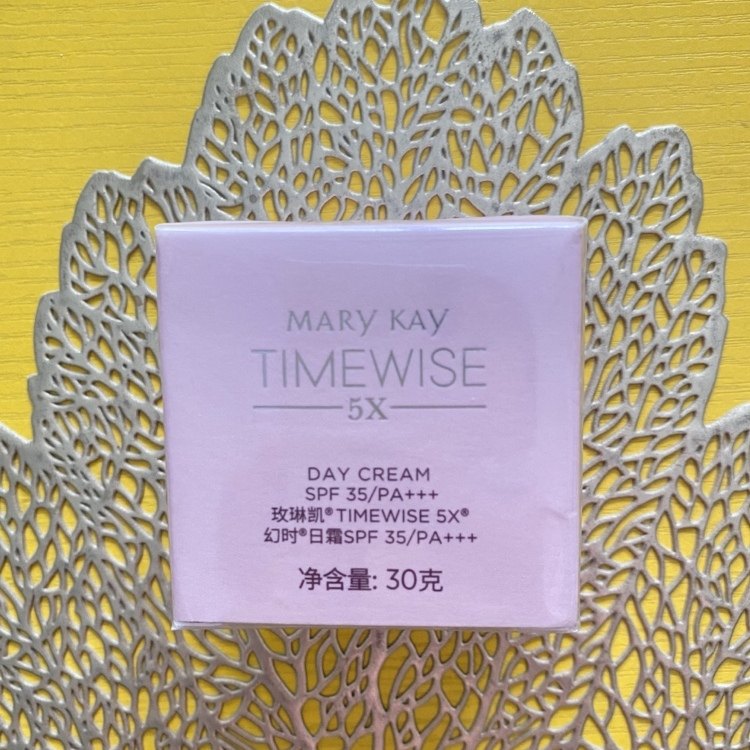 MARY KAY
TIMEWISE
5X
DAY CREAM
SPF 35/PA+++
玫琳凯®TIMEWISE 5X®
幻时®日霜SPF 35/PA+++
净含量: 30克